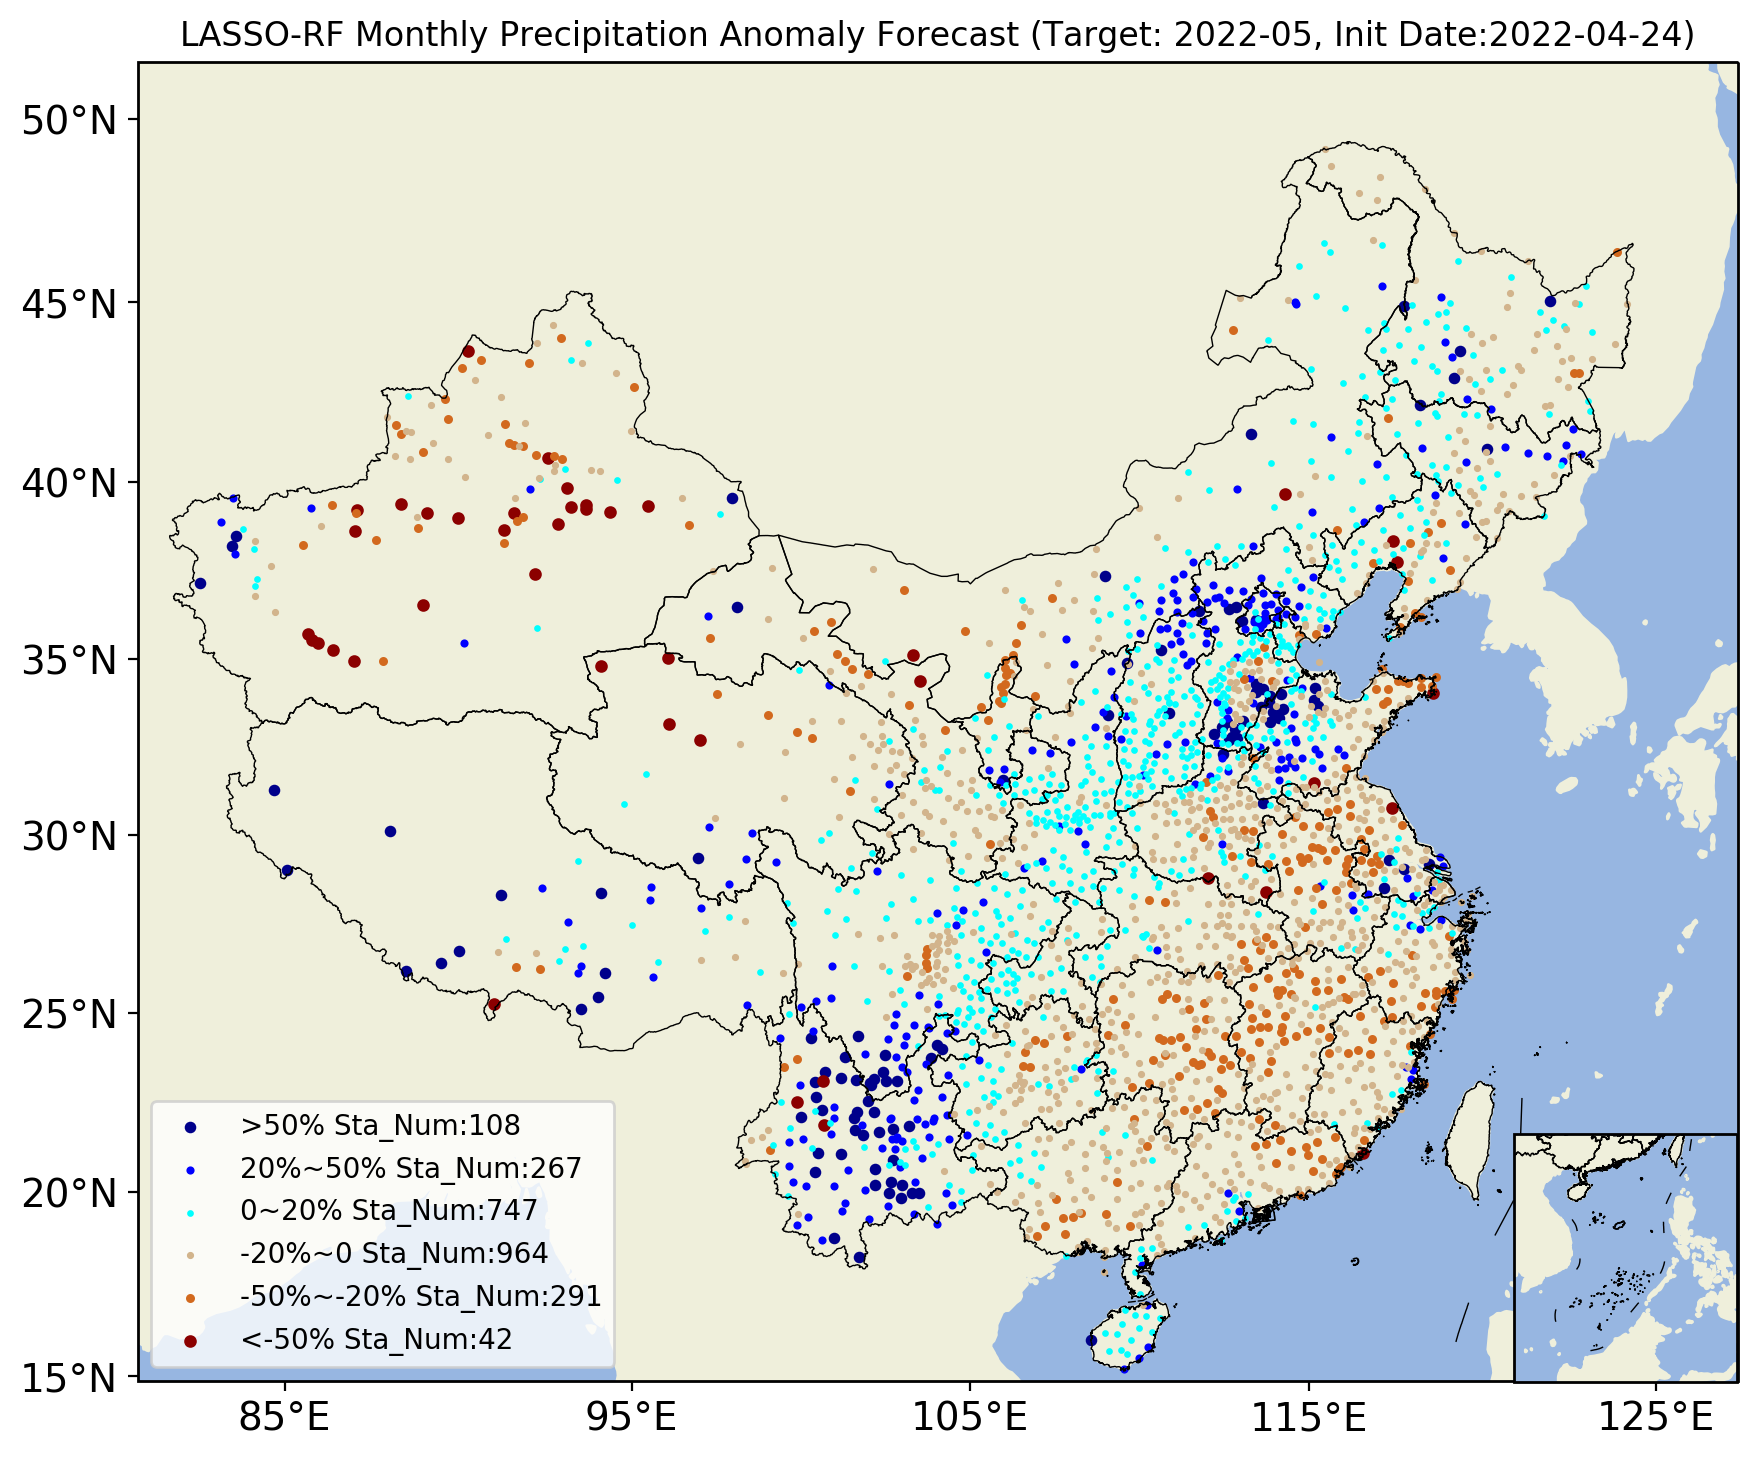 LASSO-RF Monthly Precipitation Anomaly Forecast (Target: 2022-05, Init Date:2022-04-24)
50°N
45°N
40°N
35°N
30°N
25°N
20°N
15°N
>50% Sta_Num:108
20%~50% Sta_Num:267
0~20% Sta_Num:747
-20%~0 Sta_Num:964
-50%~-20% Sta_Num:291
<-50% Sta_Num:42
85°E
95°E
105°E
115°E
125°E